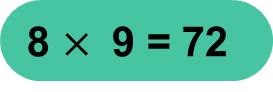 8 × 9 = 72